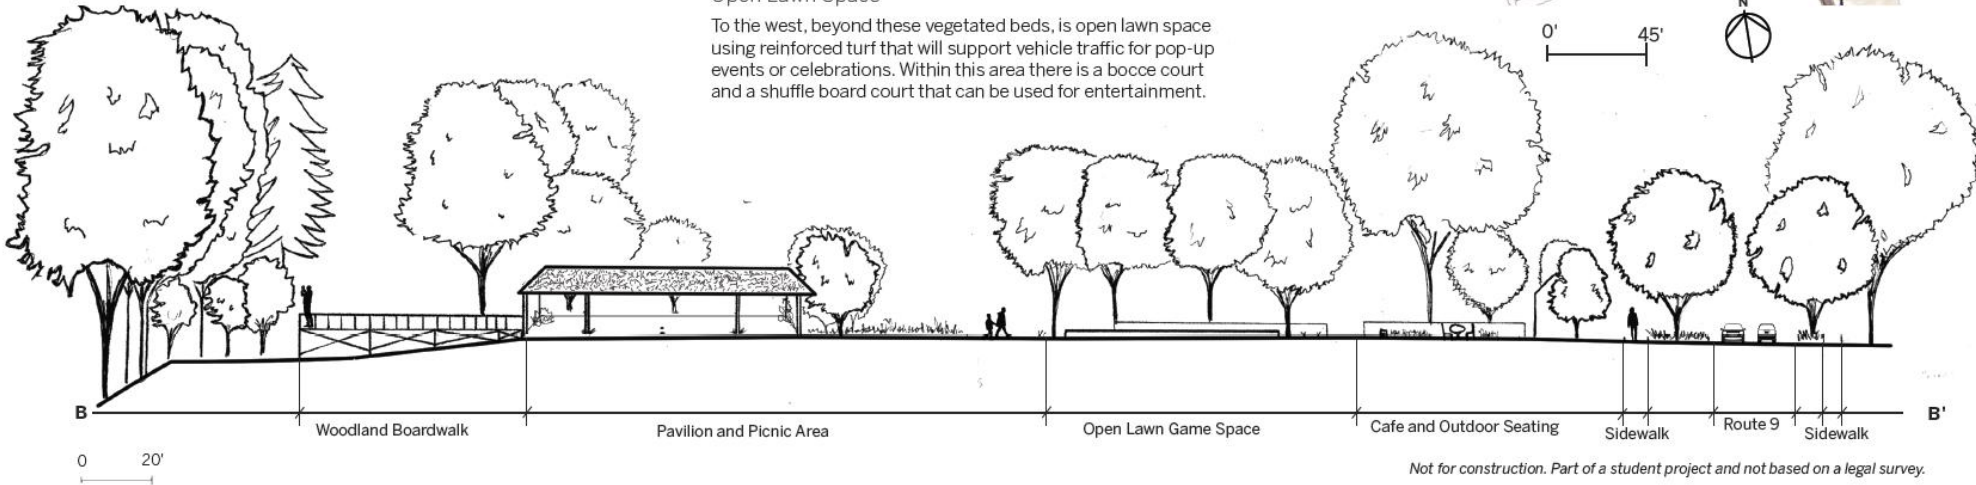 Open Lawn Space
To the west, beyond these vegetated beds, is open lawn space
using reinforced turf that will support vehicle traffic for pop-up
events or celebrations. Within this area there is a bocce court
and a shuffle board court that can be used for entertainment.
0' 45'
N
B B'
Woodland Boardwalk
Pavilion and Picnic Area
Open Lawn Game Space
Cafe and Outdoor Seating
Sidewalk
Route 9
Sidewalk
0 20'
Not for construction. Part of a student project and not based on a legal survey.